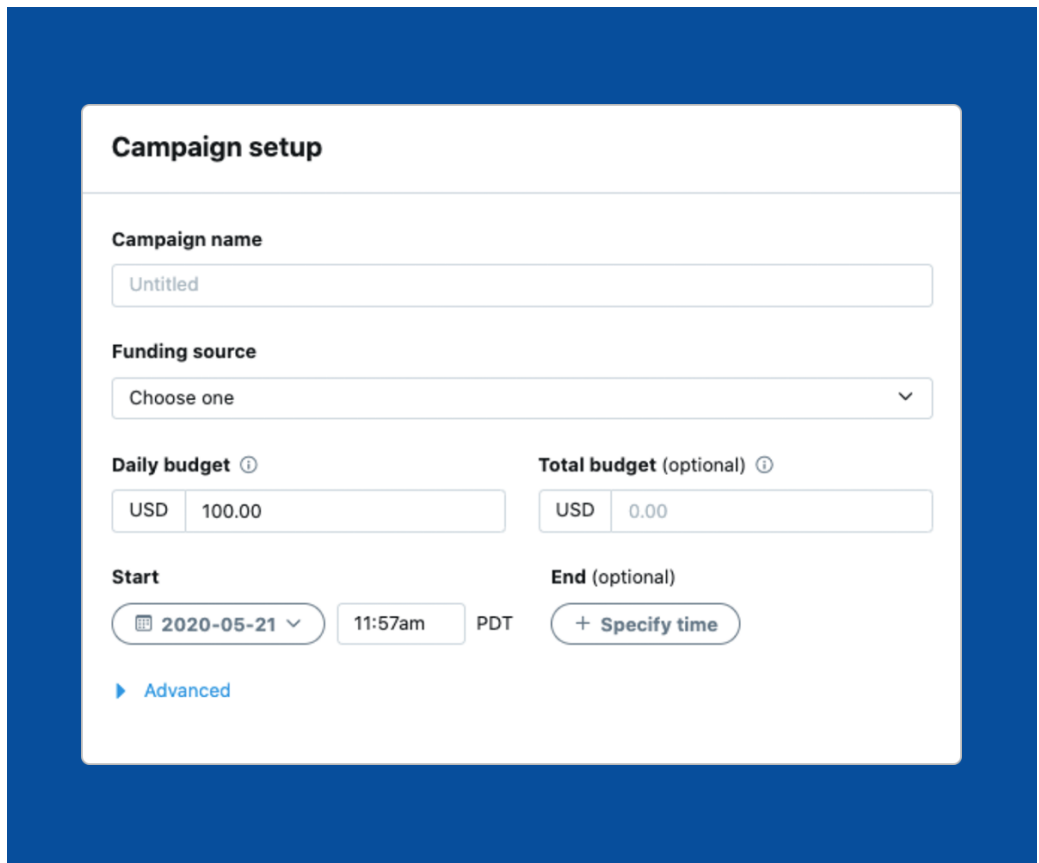 Campaign setup
Campaign name
Untitled
Funding source
Choose one
Daily budget Total budget (optional)
USD 100.00 USD 0.00
Start End (optional)
2020-05-21 11:57am PDT + Specify time
Advanced